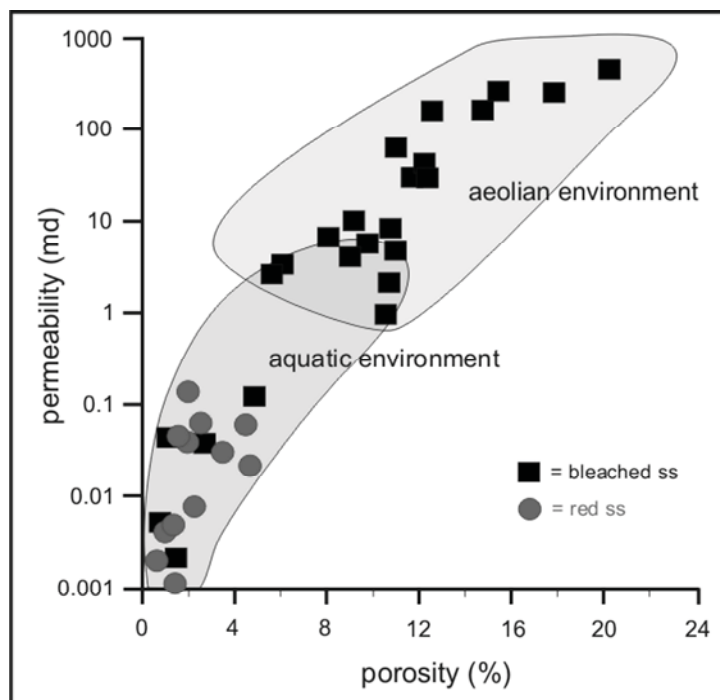 permeability (md)
1000
100
10
1
0.1
0.01
0.001
aeolian environment
aquatic environment
= bleached ss
= red ss
0
4
8
12
16
20
24
porosity (%)